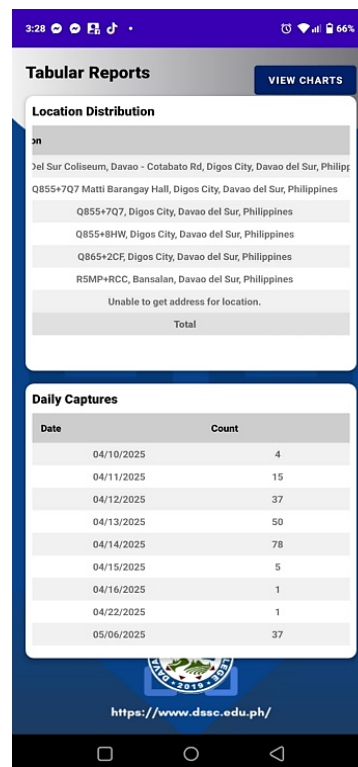 3:28
66%
Tabular Reports
VIEW CHARTS
Location Distribution
on
Del Sur Coliseum, Davao - Cotabato Rd, Digos City, Davao del Sur, Philipp
Q855+7Q7 Matti Barangay Hall, Digos City, Davao del Sur, Philippines
Q855+7Q7, Digos City, Davao del Sur, Philippines
Q855+8HW, Digos City, Davao del Sur, Philippines
Q865+2CF, Digos City, Davao del Sur, Philippines
R5MP+RCC, Bansalan, Davao del Sur, Philippines
Unable to get address for location.
Total
Daily Captures
Date Count
04/10/2025 4
04/11/2025 15
04/12/2025 37
04/13/2025 50
04/14/2025 78
04/15/2025 5
04/16/2025 1
04/22/2025 1
05/06/2025 37
2019
https://www.dssc.edu.ph/